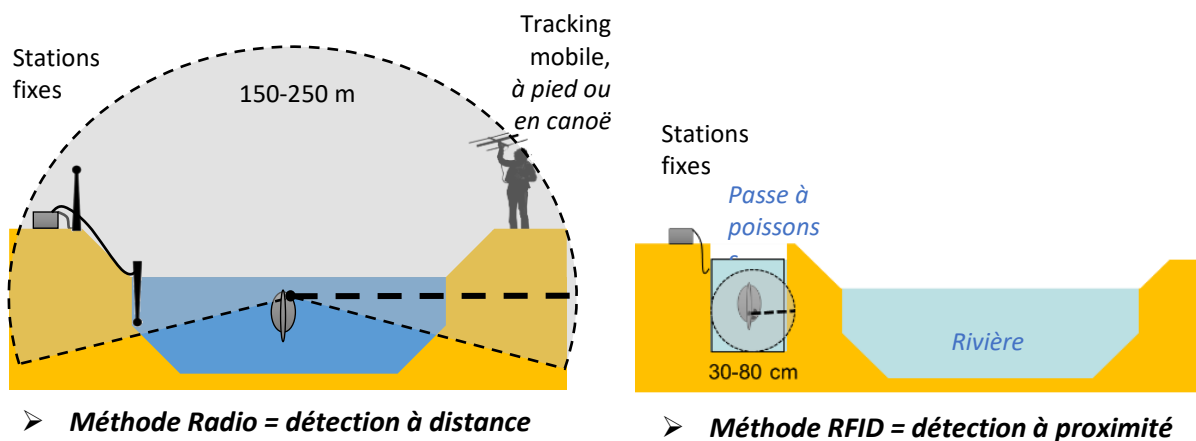 Stations
fixes
150-250 m
Tracking
mobile,
à pied ou
en canoë
➢ Méthode Radio = détection à distance
Stations
fixes
Passe à
poissons
s
30-80 cm
Rivière
➢ Méthode RFID = détection à proximité